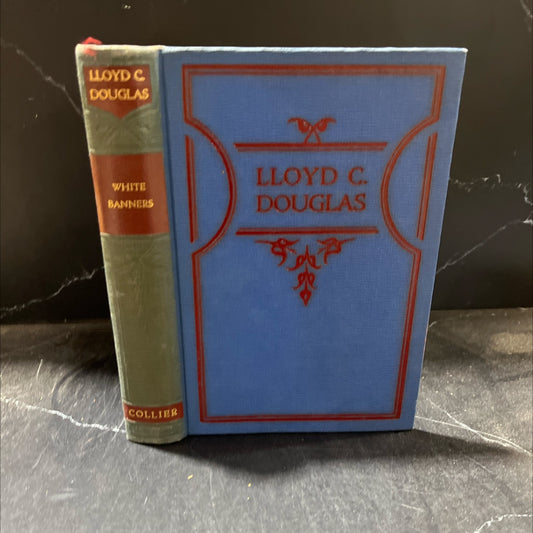 LLOYD C.
DOUGLAS
WHITE
BANNERS
COLLIER
LLOYD C.
DOUGLAS